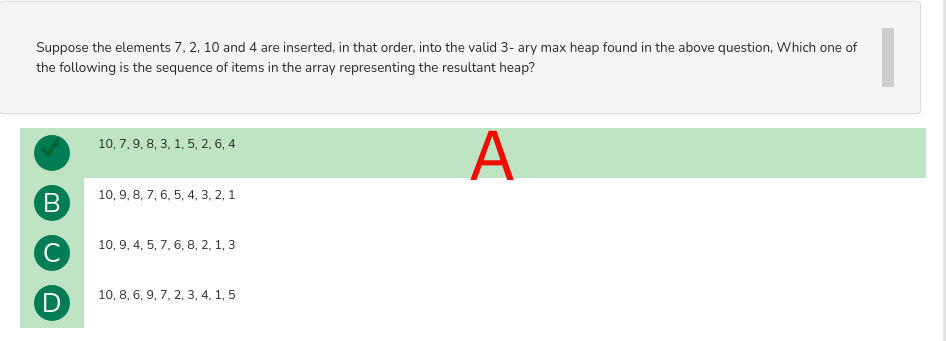 Suppose the elements 7, 2, 10 and 4 are inserted, in that order, into the valid 3- ary max heap found in the above question, Which one of
the following is the sequence of items in the array representing the resultant heap?
10, 7, 9, 8, 3, 1, 5, 2, 6, 4
A
B
10, 9, 8, 7, 6, 5, 4, 3, 2, 1
C
10, 9, 4, 5, 7, 6, 8, 2, 1, 3
D
10, 8, 6, 9, 7, 2, 3, 4, 1, 5